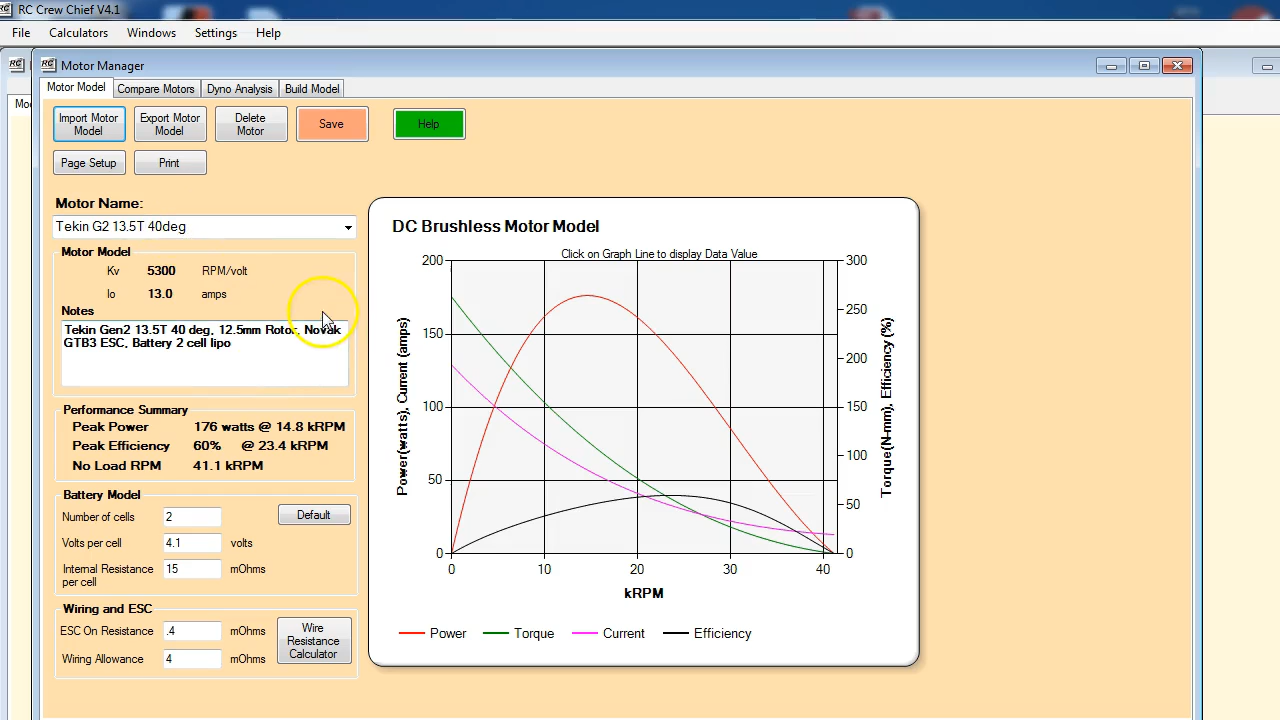 RC Crew Chief V4.1
File Calculators Windows Settings Help
RC Motor Manager
Motor Model Compare Motors Dyno Analysis Build Model
Import Motor Model Export Motor Model Delete Motor Save Help
Page Setup Print
Motor Name:
Tekin G2 13.5T 40deg
Motor Model
Kv 5300 RPM/volt
Io 13.0 amps
Notes
Tekin Gen2 13.5T 40 deg, 12.5mm Rotor, Novak
GTB3 ESC, Battery 2 cell lipo
Performance Summary
Peak Power 176 watts @ 14.8 kRPM
Peak Efficiency 60% @ 23.4 kRPM
No Load RPM 41.1 kRPM
Battery Model
Number of cells 2 Default
Volts per cell 4.1 volts
Internal Resistance per cell 15 mOhms
Wiring and ESC
ESC On Resistance .4 mOhms
Wiring Allowance 4 mOhms
Wire Resistance Calculator
DC Brushless Motor Model
Click on Graph Line to display Data Value
Power(watts), Current (amps)
200
150
100
50
0
300
250
200
150
100
50
0
Torque(N-mm), Efficiency (%)
0 10 20 30 40
kRPM
Power Torque Current Efficiency